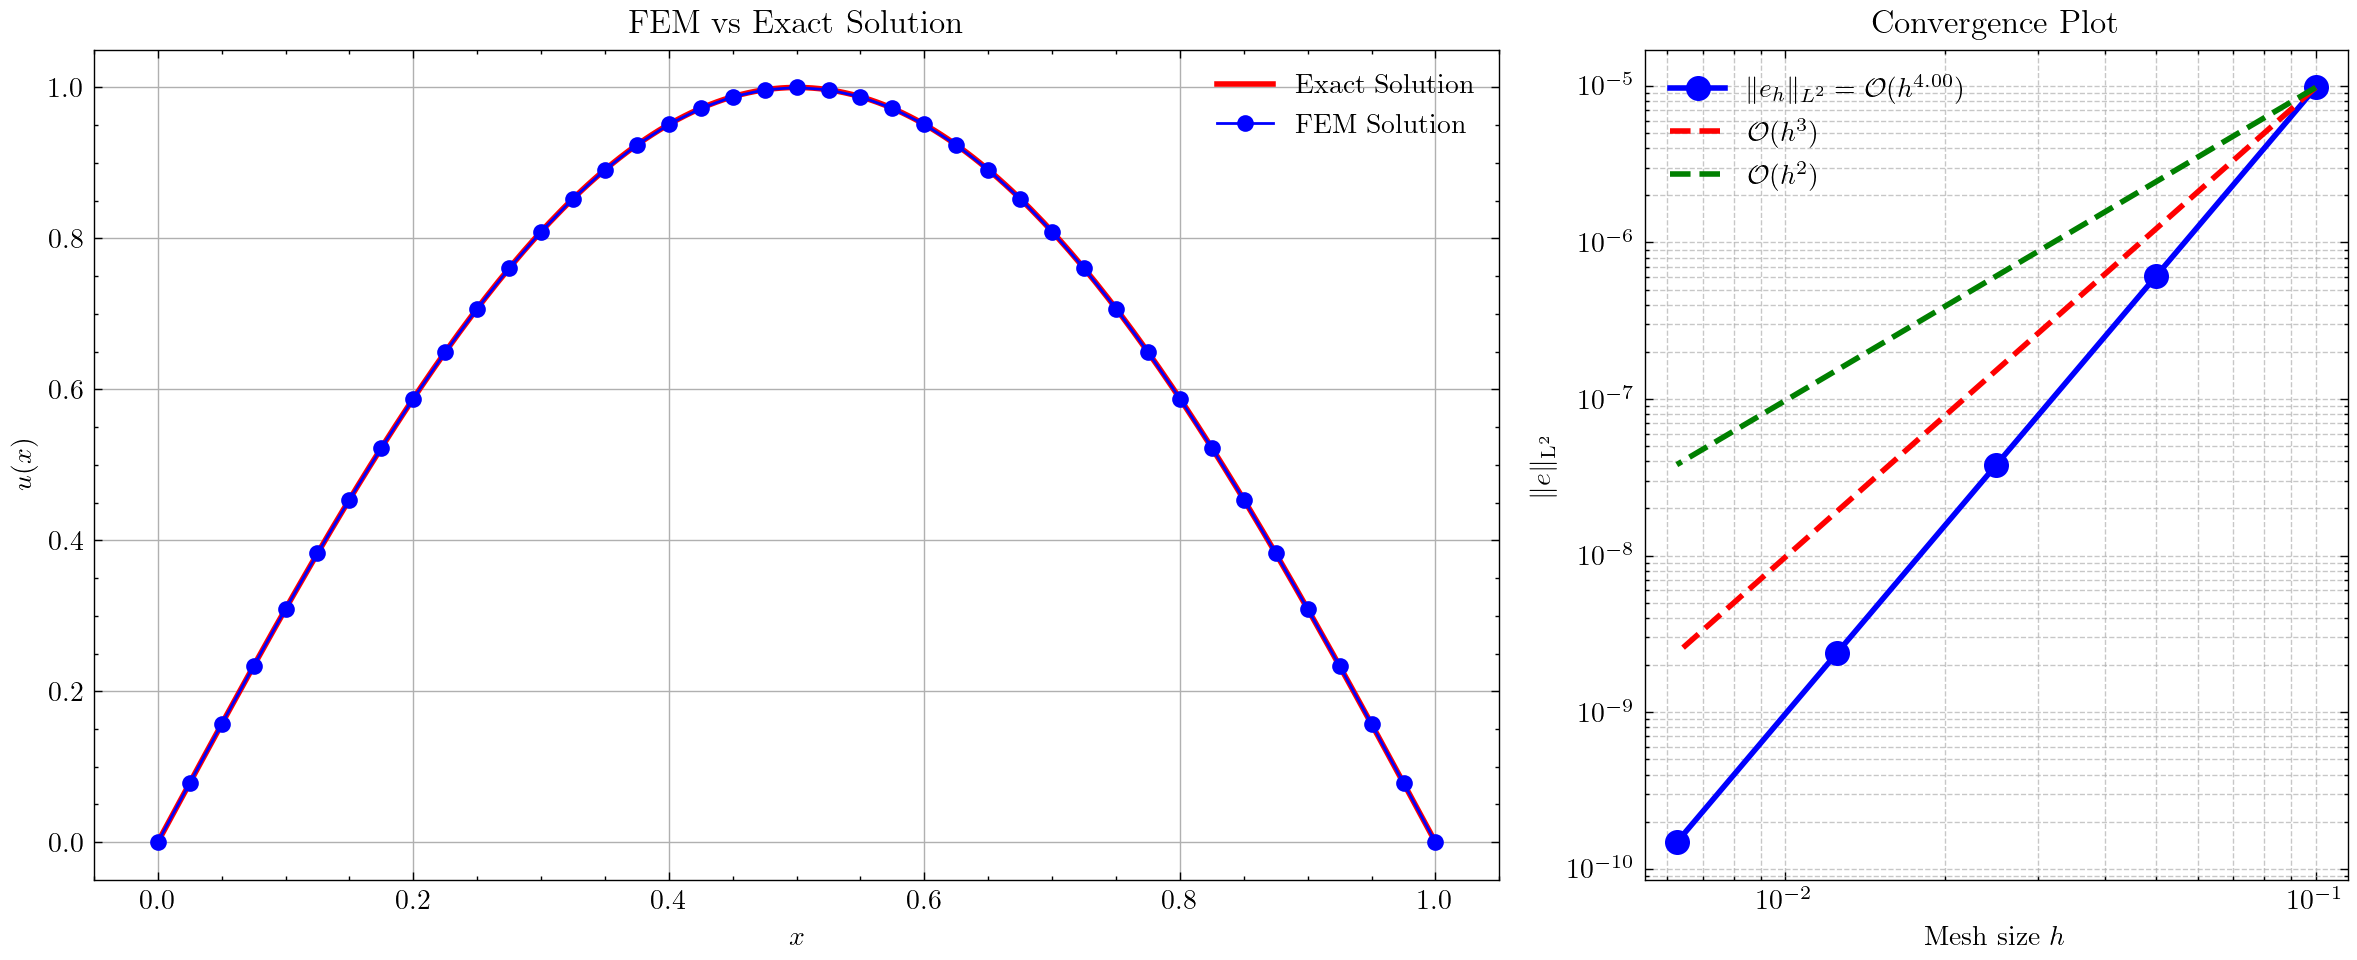 FEM vs Exact Solution
Exact Solution
FEM Solution
1.0
0.8
0.6
0.4
0.2
0.0
u(x)
0.0 0.2 0.4 0.6 0.8 1.0
x
Convergence Plot
‖e_h‖_{L^2} = 𝒪(h^{4.00})
𝒪(h^3)
𝒪(h^2)
10^{-5}
10^{-6}
10^{-7}
10^{-8}
10^{-9}
10^{-10}
‖e‖_{L^2}
10^{-2} 10^{-1}
Mesh size h